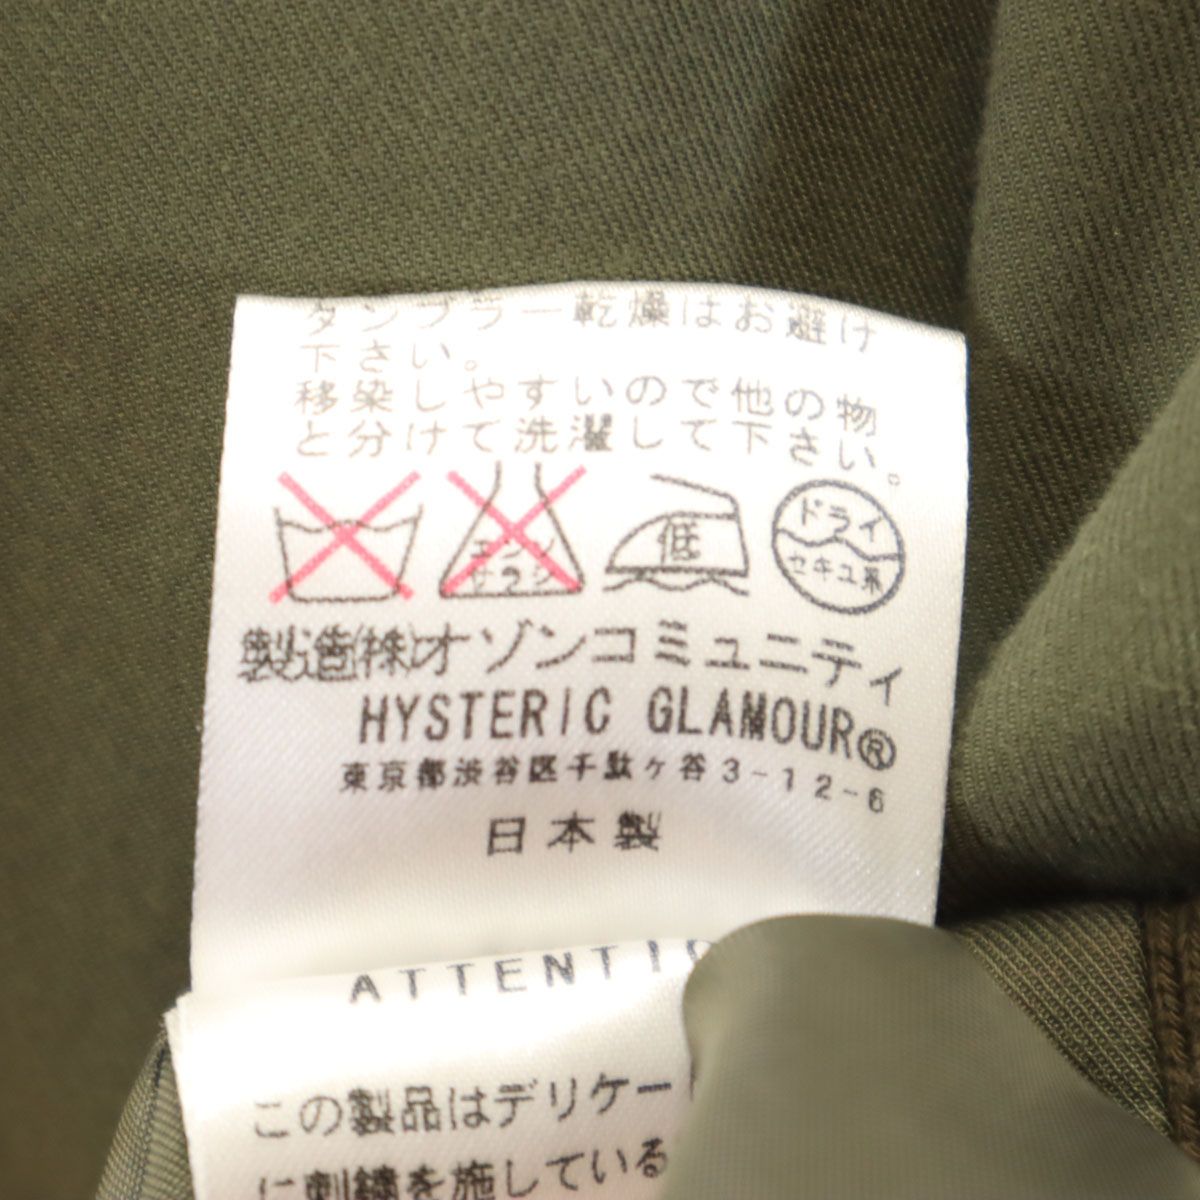 タンブラー乾燥はお避け
下さい。
移染しやすいので他の物
と分けて洗濯して下さい。
エンソ
サラシ
低
ドライ
セキユ系
製造(株)オゾンコミュニティ
HYSTERIC GLAMOUR®
東京都渋谷区千駄ヶ谷3-12-6
日本製
ATTENTIO
この製品はデリケー
に刺繍を施している